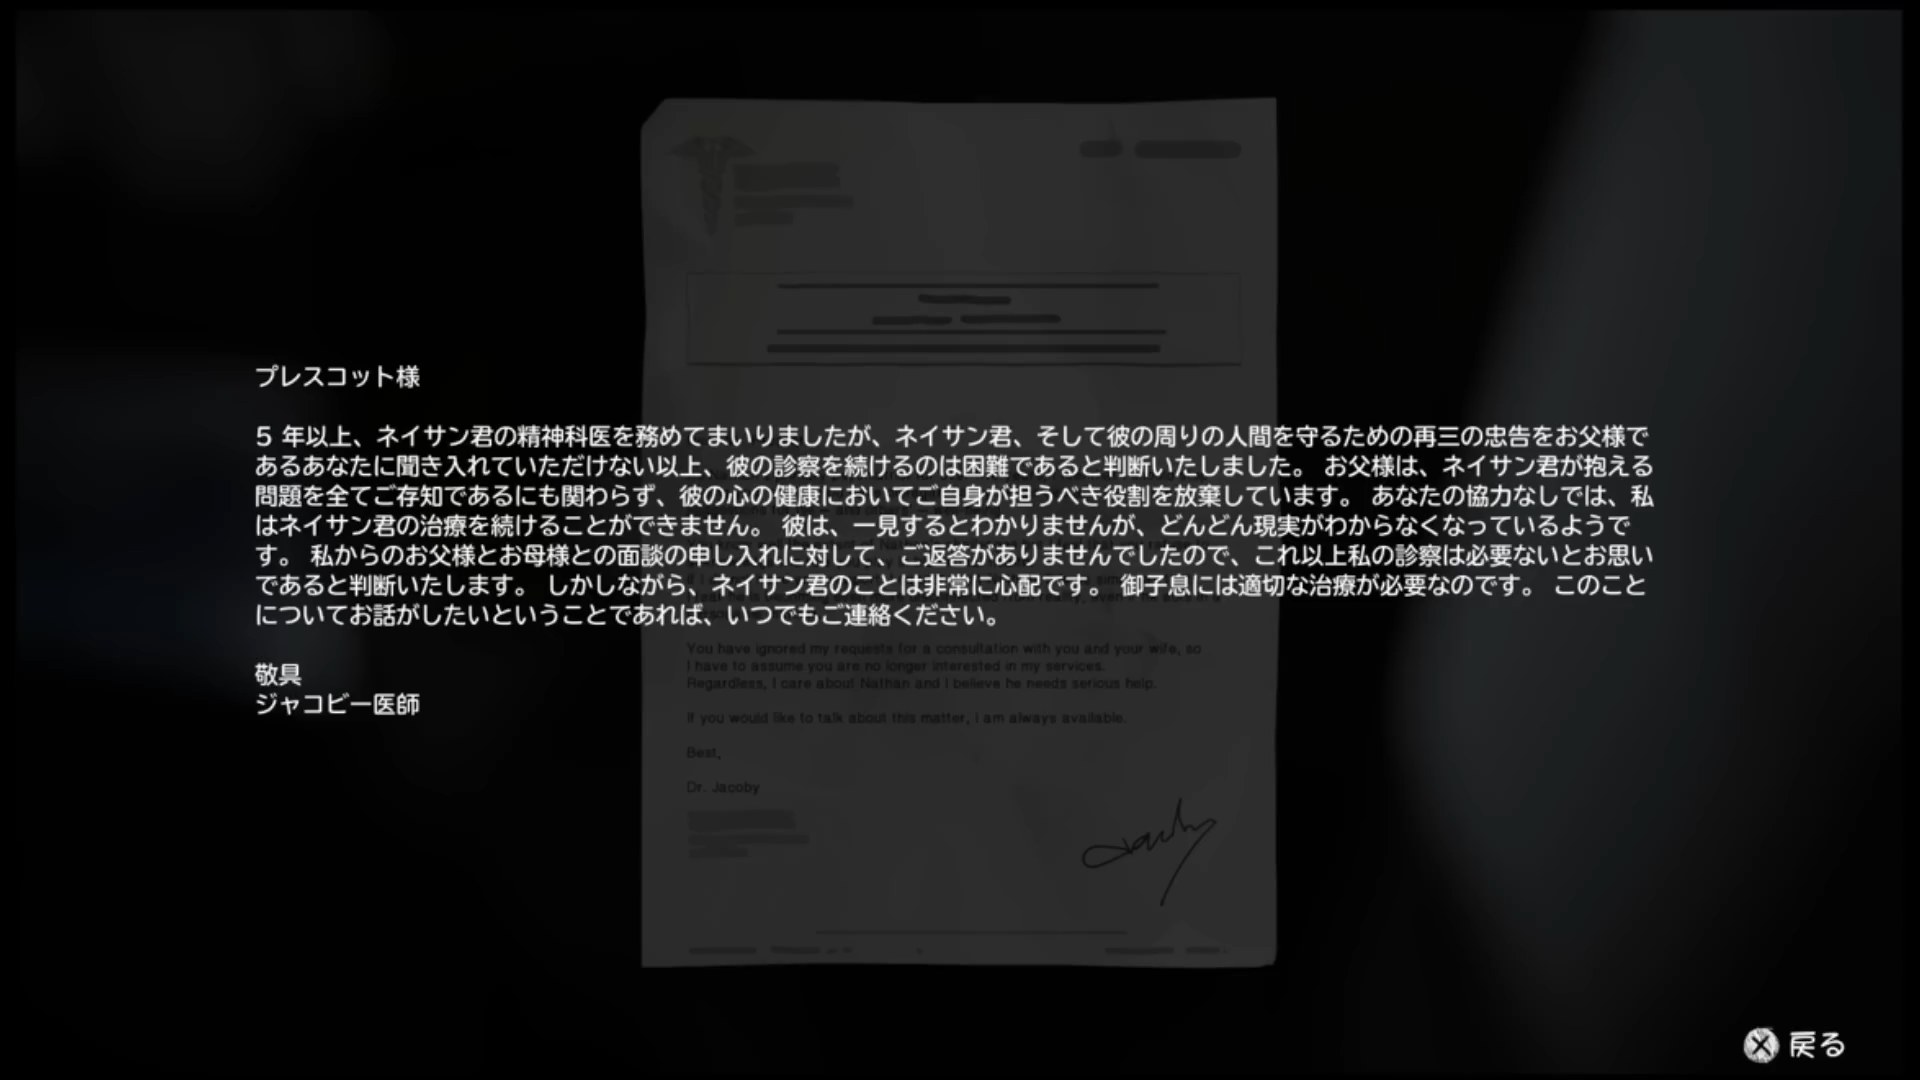 プレスコット様
5 年以上、ネイサン君の精神科医を務めてまいりましたが、ネイサン君、そして彼の周りの人間を守るための再三の忠告をお父様で
あるあなたに聞き入れていただけない以上、彼の診察を続けるのは困難であると判断いたしました。 お父様は、ネイサン君が抱える
問題を全てご存知であるにも関わらず、彼の心の健康においてご自身が担うべき役割を放棄しています。 あなたの協力なしでは、私
はネイサン君の治療を続けることができません。 彼は、一見するとわかりませんが、どんどん現実がわからなくなっているようで
す。 私からのお父様とお母様との面談の申し入れに対して、ご返答がありませんでしたので、これ以上私の診察は必要ないとお思い
であると判断いたします。 しかしながら、ネイサン君のことは非常に心配です。 御子息には適切な治療が必要なのです。 このこと
についてお話がしたいということであれば、いつでもご連絡ください。
敬具
ジャコビー医師
You have ignored my requests for a consultation with you and your wife, so
I have to assume you are no longer interested in my services.
Regardless, I care about Nathan and I believe he needs serious help.
If you would like to talk about this matter, I am always available.
Best,
Dr. Jacoby
戻る